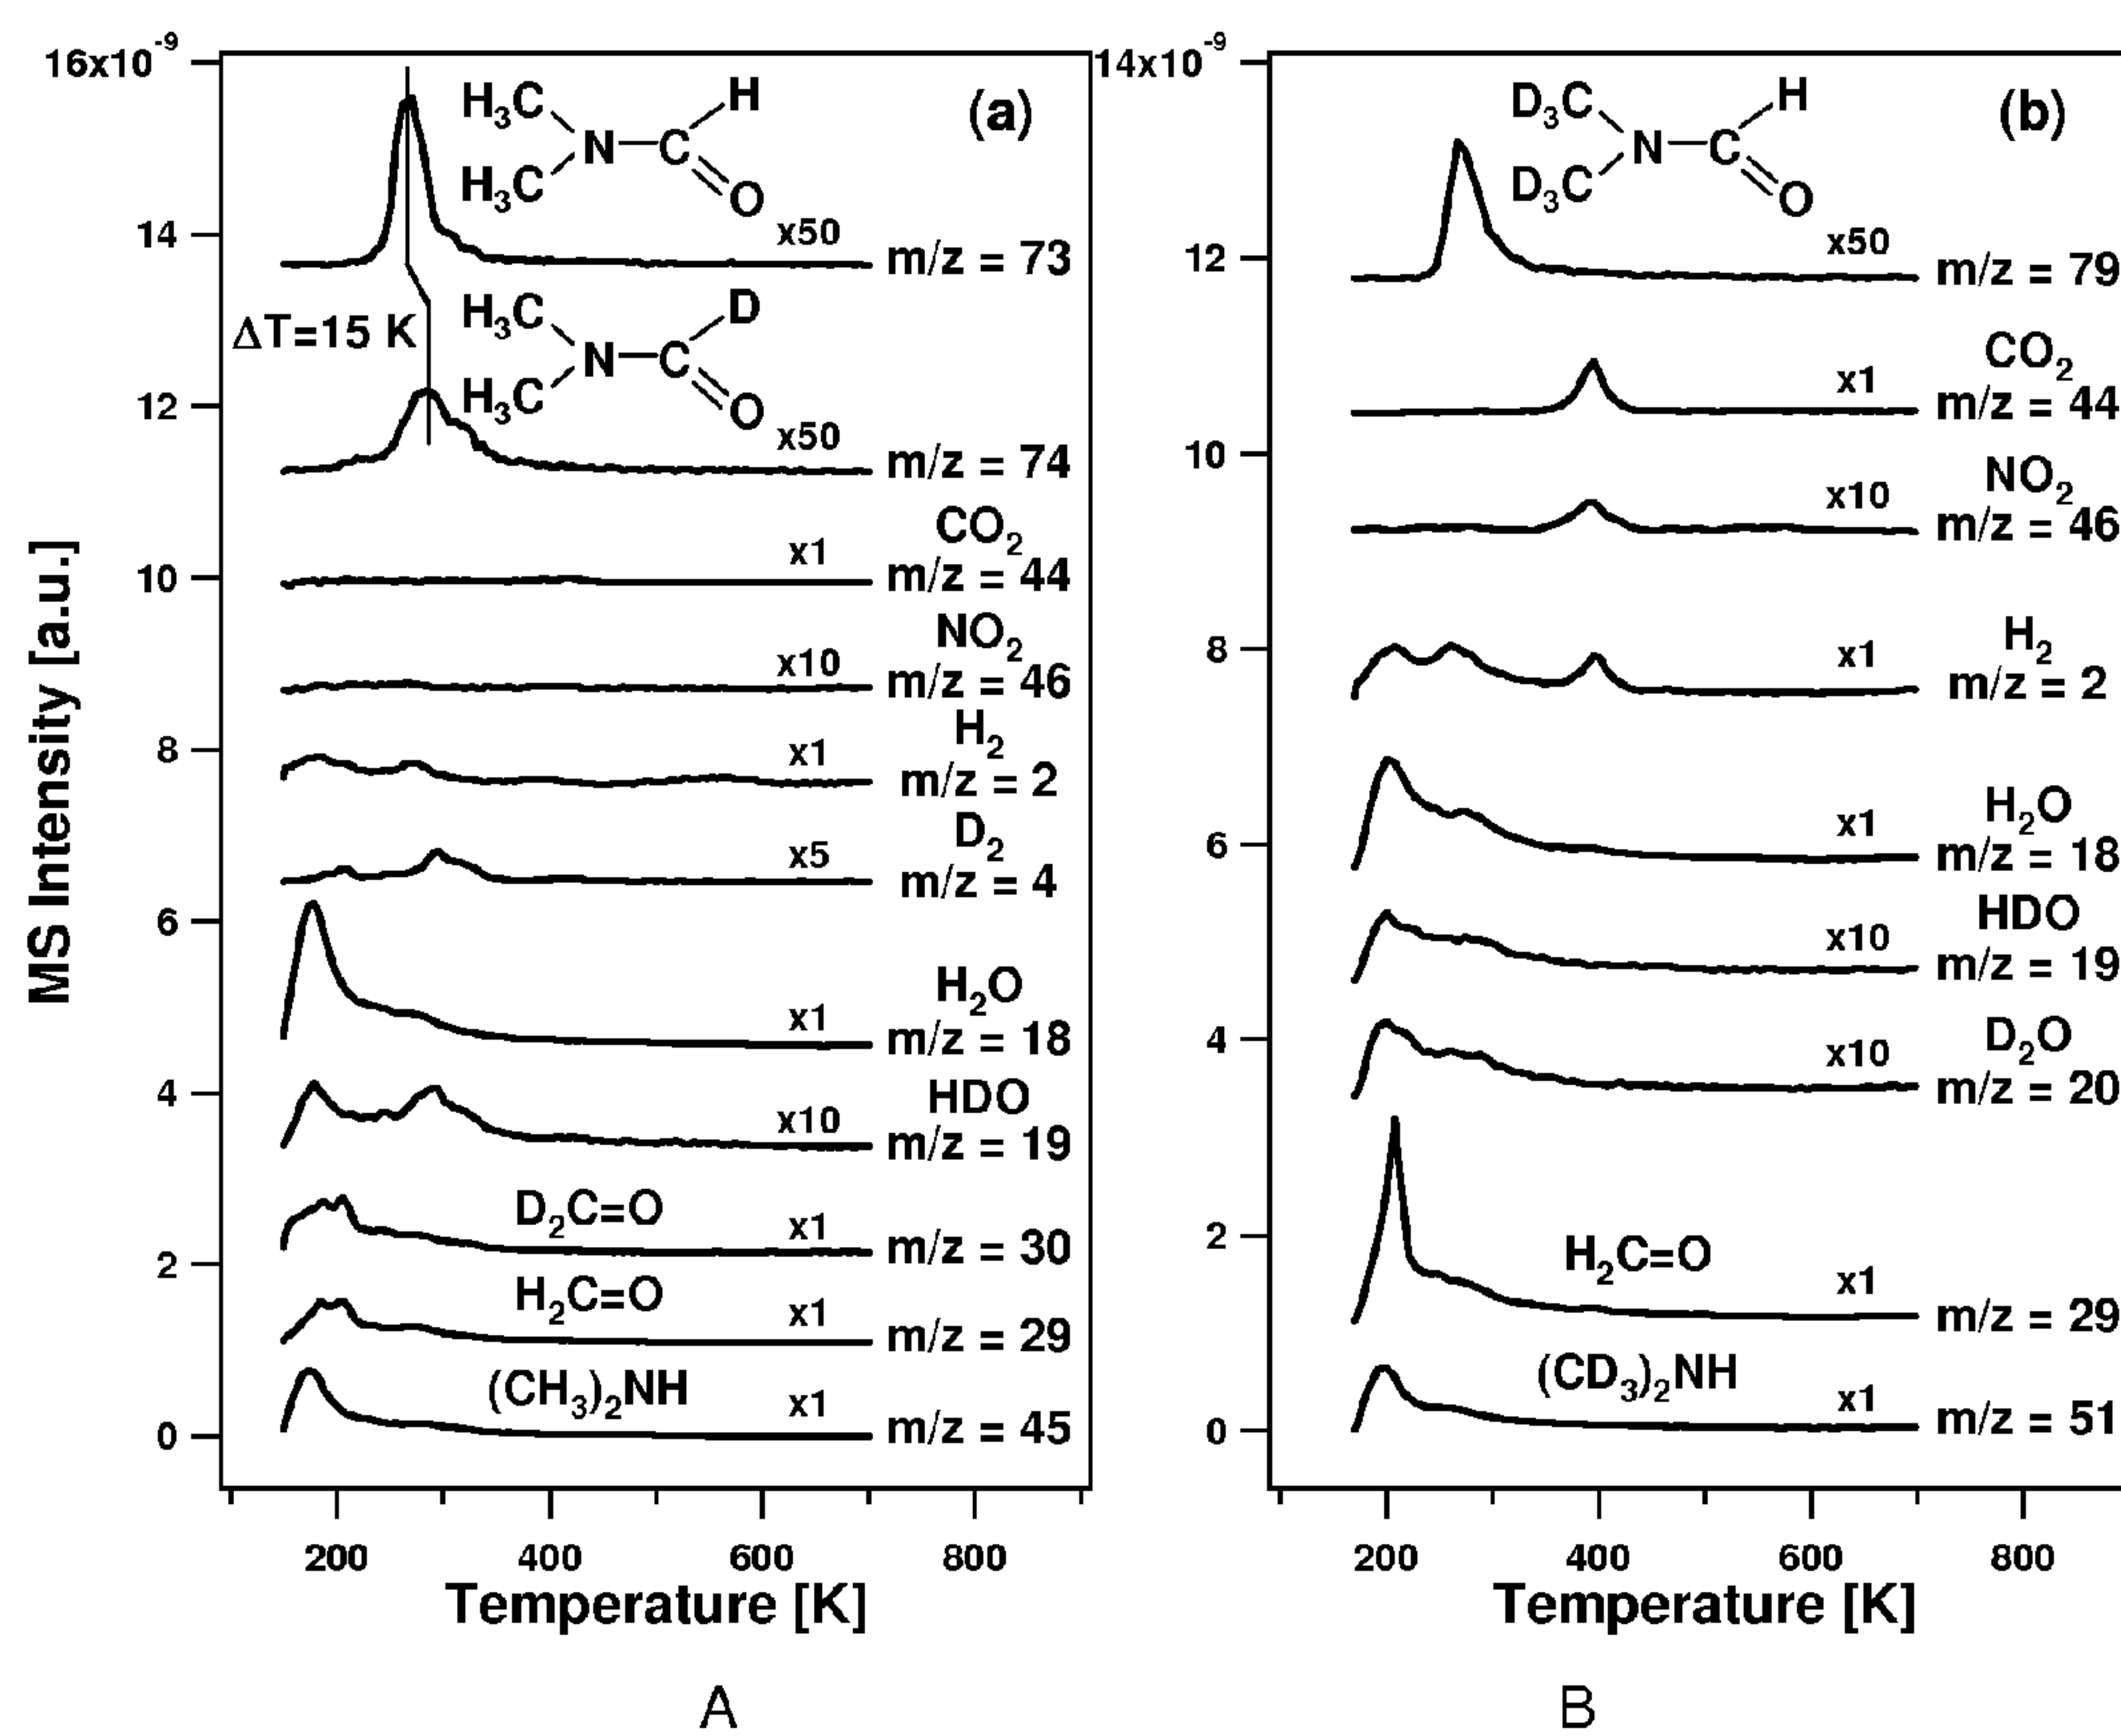 16x10^-9
14
12
10
8
6
4
2
0
MS Intensity [a.u.]
(a)
H3C
H3C
N
C
H
O
x50
m/z = 73
ΔT=15 K
H3C
H3C
N
C
D
O
x50
m/z = 74
CO2
x1
m/z = 44
NO2
x10
m/z = 46
H2
x1
m/z = 2
D2
x5
m/z = 4
H2O
x1
m/z = 18
HDO
x10
m/z = 19
D2C=O
x1
m/z = 30
H2C=O
x1
m/z = 29
(CH3)2NH
x1
m/z = 45
200 400 600 800
Temperature [K]
A
14x10^-9
12
10
8
6
4
2
0
(b)
D3C
D3C
N
C
H
O
x50
m/z = 79
CO2
x1
m/z = 44
NO2
x10
m/z = 46
H2
x1
m/z = 2
H2O
x1
m/z = 18
HDO
x10
m/z = 19
D2O
x10
m/z = 20
H2C=O
x1
m/z = 29
(CD3)2NH
x1
m/z = 51
200 400 600 800
Temperature [K]
B